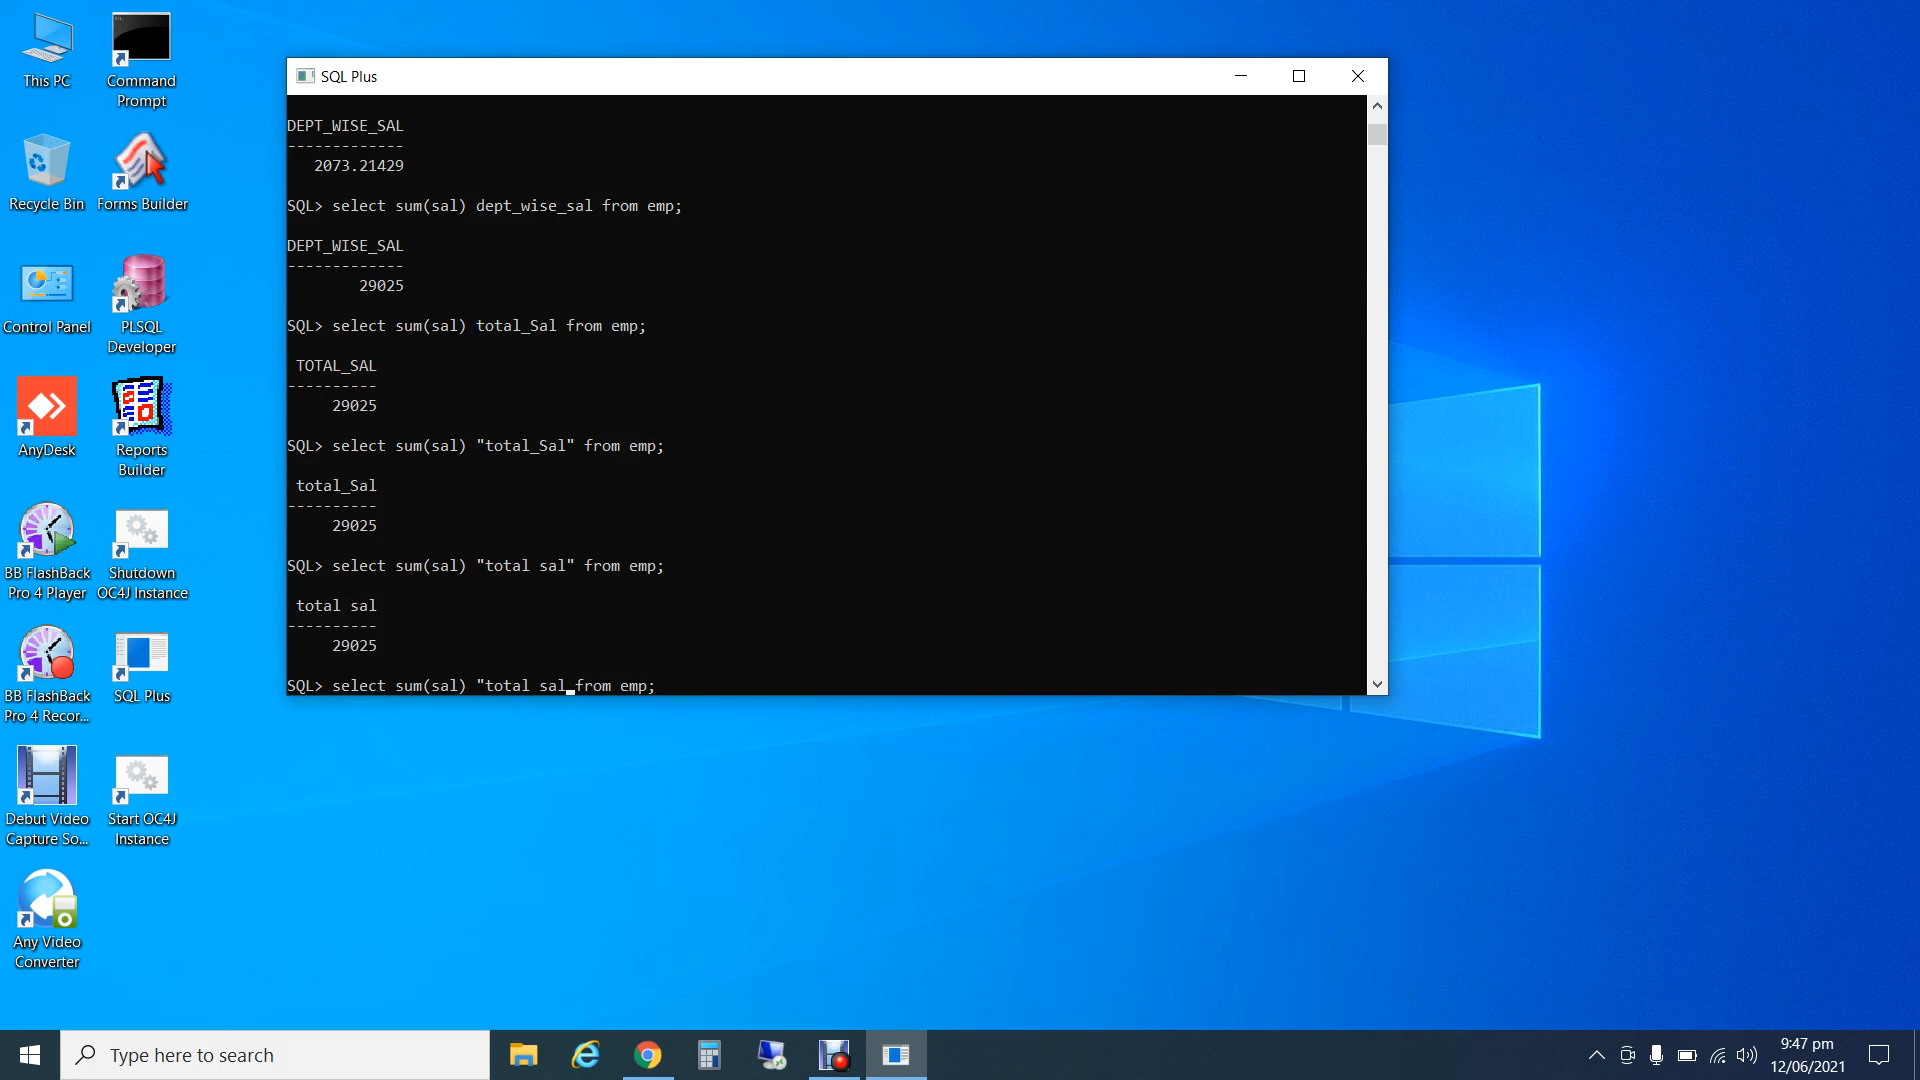 This PC
Command
Prompt
Recycle Bin
Forms Builder
Control Panel
PLSQL
Developer
AnyDesk
Reports
Builder
BB FlashBack
Pro 4 Player
Shutdown
OC4J Instance
BB FlashBack
Pro 4 Recor...
SQL Plus
Debut Video
Capture So...
Start OC4J
Instance
Any Video
Converter
SQL Plus
DEPT_WISE_SAL
-------------
2073.21429
SQL> select sum(sal) dept_wise_sal from emp;
DEPT_WISE_SAL
-------------
29025
SQL> select sum(sal) total_Sal from emp;
TOTAL_SAL
----------
29025
SQL> select sum(sal) "total_Sal" from emp;
total_Sal
----------
29025
SQL> select sum(sal) "total sal" from emp;
total sal
----------
29025
SQL> select sum(sal) "total sal from emp;
Type here to search
9:47 pm
12/06/2021